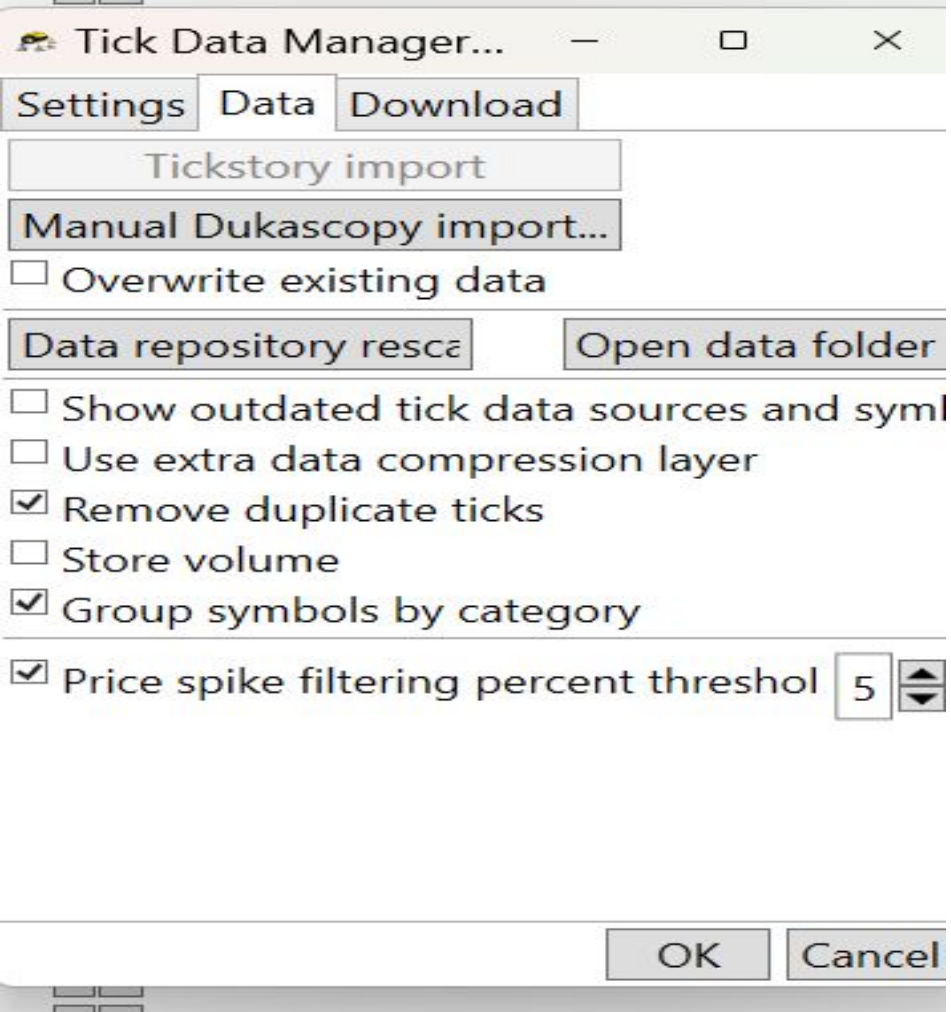 Tick Data Manager...
Settings Data Download
Tickstory import
Manual Dukascopy import...
Overwrite existing data
Data repository resca Open data folder
Show outdated tick data sources and symb
Use extra data compression layer
Remove duplicate ticks
Store volume
Group symbols by category
Price spike filtering percent threshol 5
OK Cancel